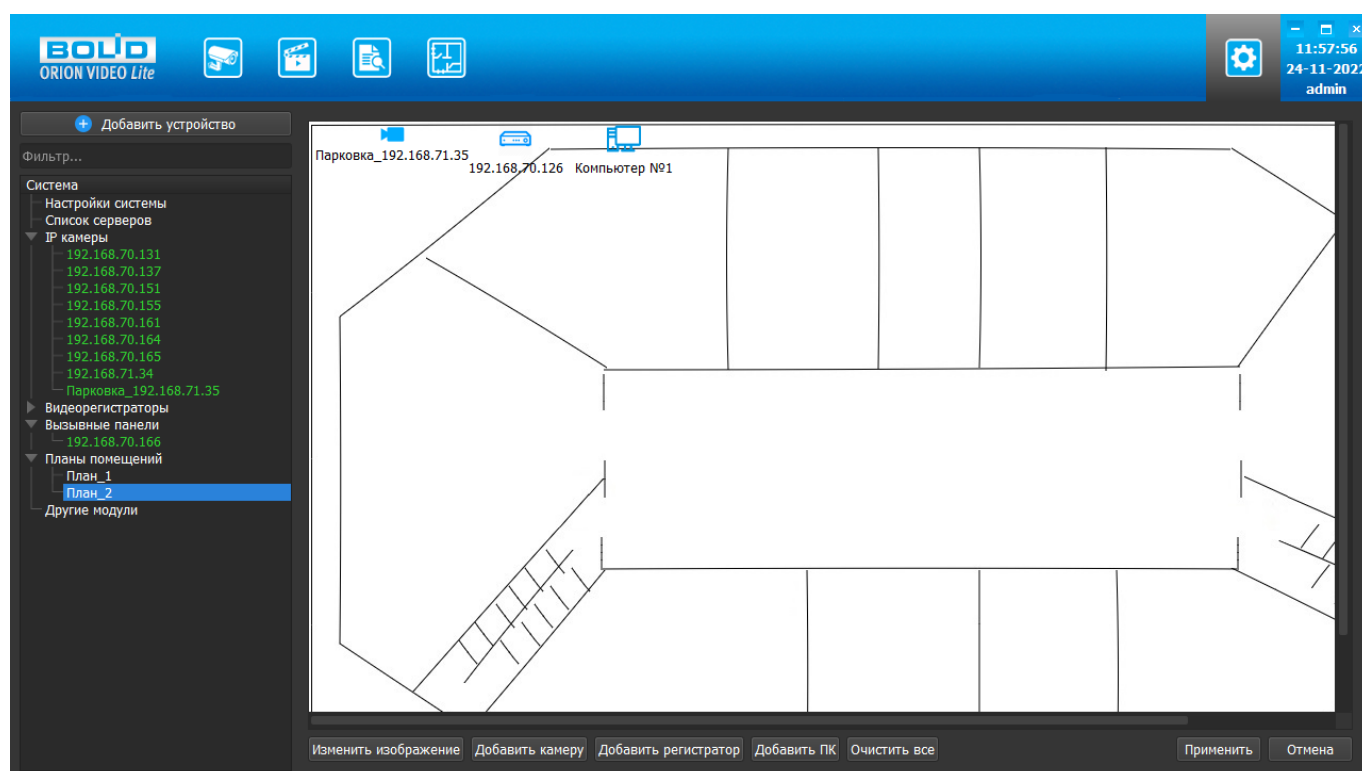 BOLID
ORION VIDEO Lite
11:57:56
24-11-2022
admin
Добавить устройство
Фильтр...
Система
Настройки системы
Список серверов
IP камеры
192.168.70.131
192.168.70.137
192.168.70.151
192.168.70.155
192.168.70.161
192.168.70.164
192.168.70.165
192.168.71.34
Парковка_192.168.71.35
Видеорегистраторы
Вызывные панели
192.168.70.166
Планы помещений
План_1
План_2
Другие модули
Парковка_192.168.71.35
192.168.70.126
Компьютер №1
Изменить изображение
Добавить камеру
Добавить регистратор
Добавить ПК
Очистить все
Применить
Отмена